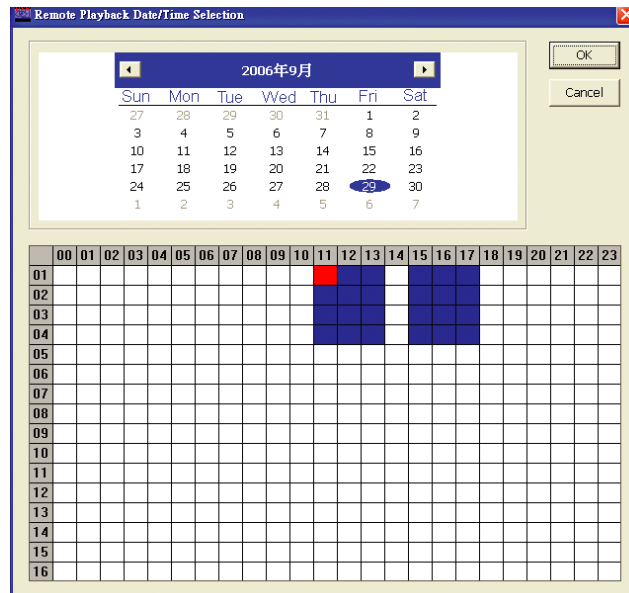 Remote Playback Date/Time Selection
OK
Cancel
2006年9月
Sun Mon Tue Wed Thu Fri Sat
27 28 29 30 31 1 2
3 4 5 6 7 8 9
10 11 12 13 14 15 16
17 18 19 20 21 22 23
24 25 26 27 28 29 30
1 2 3 4 5 6 7
00 01 02 03 04 05 06 07 08 09 10 11 12 13 14 15 16 17 18 19 20 21 22 23
01
02
03
04
05
06
07
08
09
10
11
12
13
14
15
16